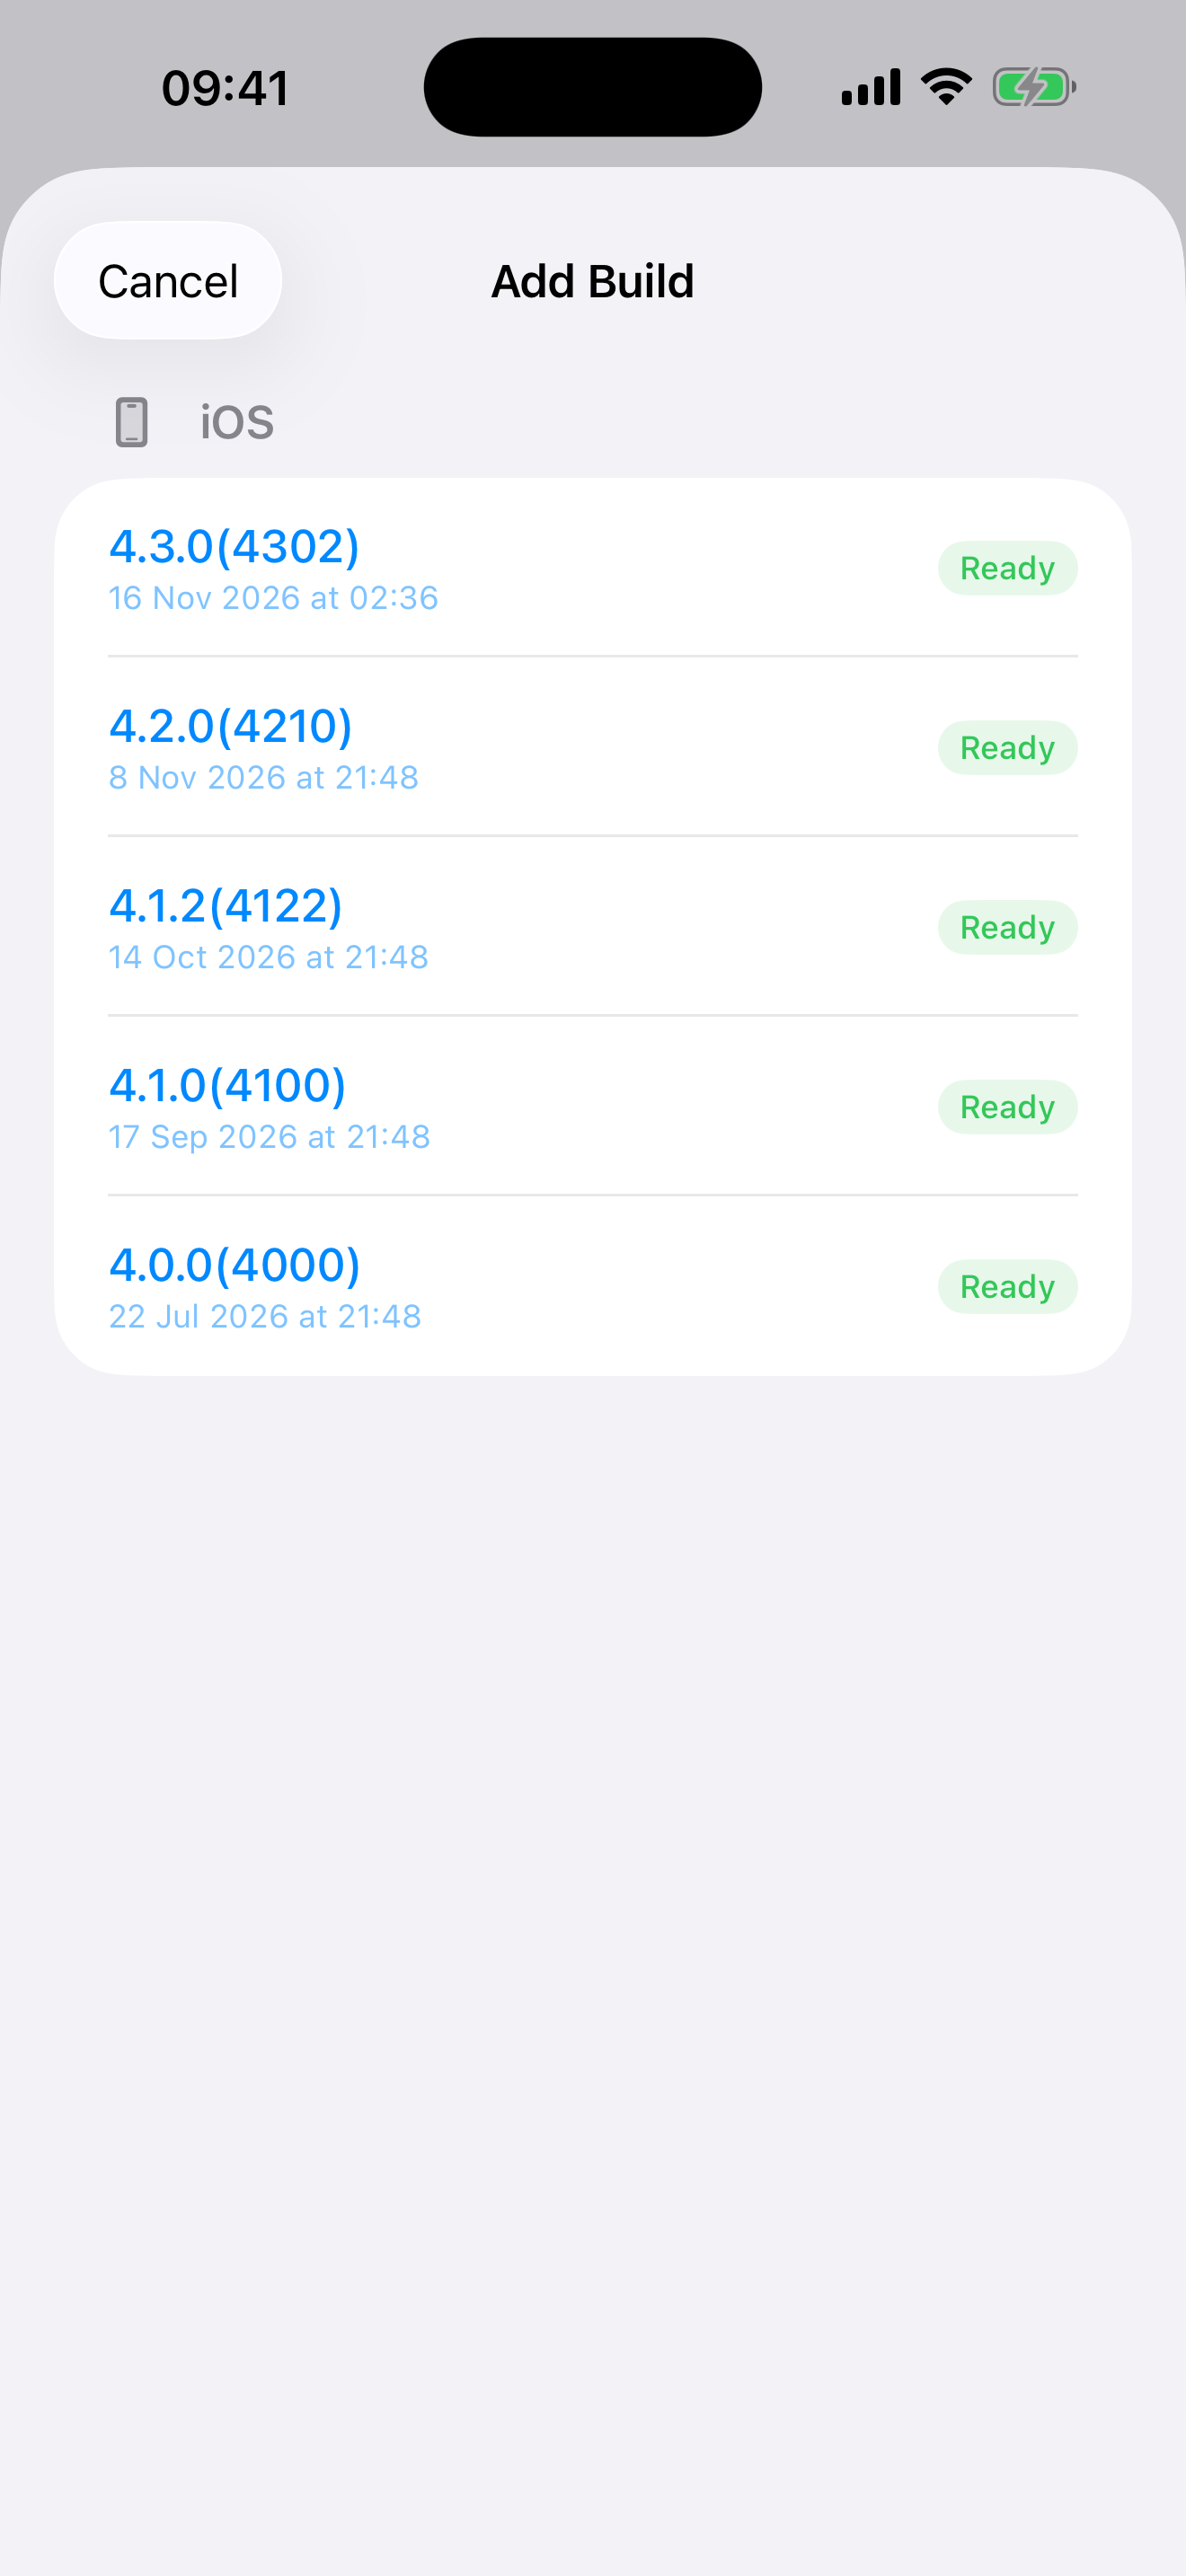 09:41
Cancel
Add Build
iOS
4.3.0(4302)
16 Nov 2026 at 02:36
Ready
4.2.0(4210)
8 Nov 2026 at 21:48
Ready
4.1.2(4122)
14 Oct 2026 at 21:48
Ready
4.1.0(4100)
17 Sep 2026 at 21:48
Ready
4.0.0(4000)
22 Jul 2026 at 21:48
Ready